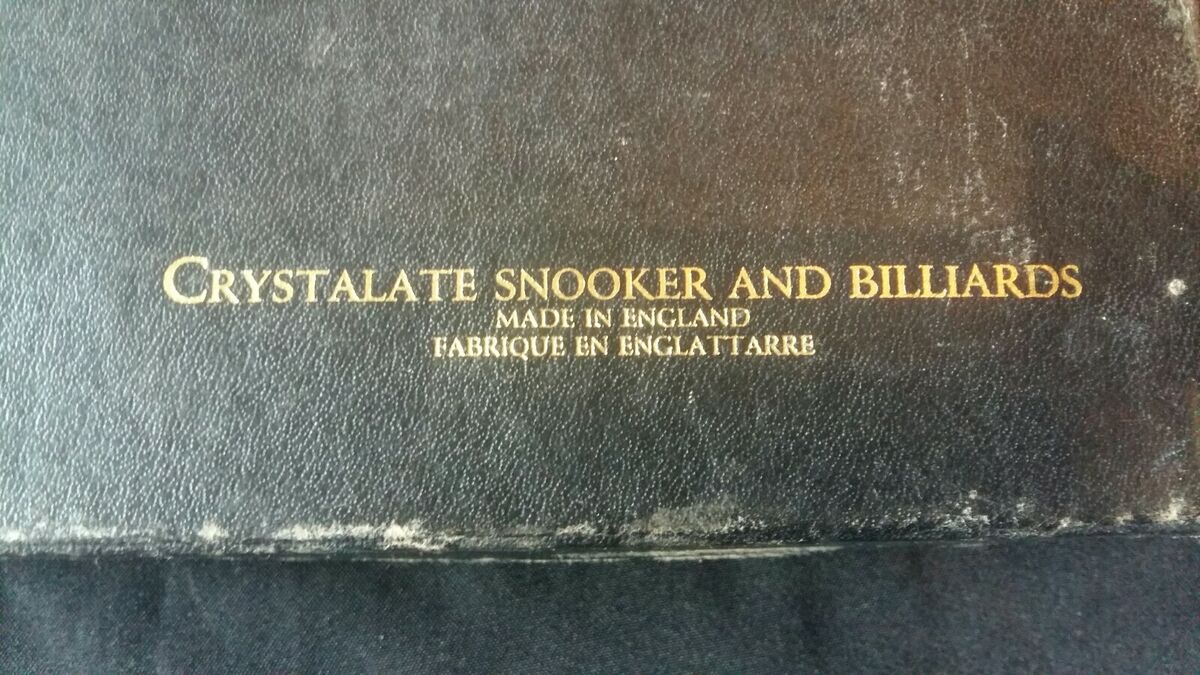 CRYSTALATE SNOOKER AND BILLIARDS
MADE IN ENGLAND
FABRIQUE EN ENGLATTARRE